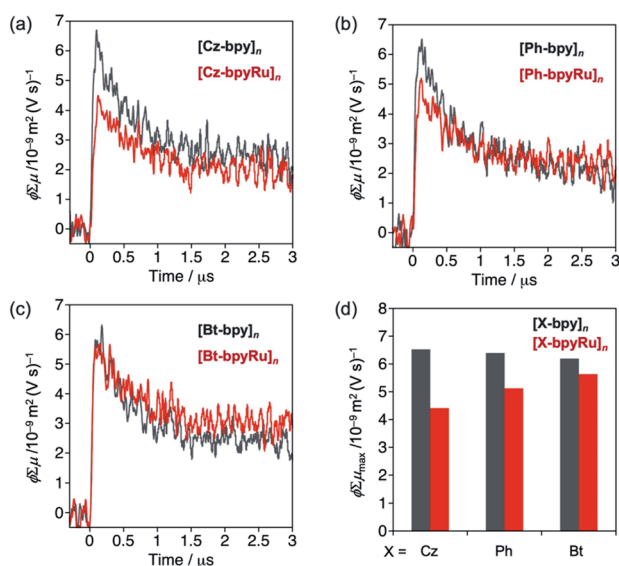 (a)
7
6
5
4
3
2
1
0
ϕΣμ /10⁻⁹ m² (V s)⁻¹
[Cz-bpy]ₙ
[Cz-bpyRu]ₙ
0 0.5 1 1.5 2 2.5 3
Time / μs
(b)
7
6
5
4
3
2
1
0
ϕΣμ /10⁻⁹ m² (V s)⁻¹
[Ph-bpy]ₙ
[Ph-bpyRu]ₙ
0 0.5 1 1.5 2 2.5 3
Time / μs
(c)
7
6
5
4
3
2
1
0
ϕΣμ /10⁻⁹ m² (V s)⁻¹
[Bt-bpy]ₙ
[Bt-bpyRu]ₙ
0 0.5 1 1.5 2 2.5 3
Time / μs
(d)
8
7
6
5
4
3
2
1
0
ϕΣμₘₐₓ /10⁻⁹ m² (V s)⁻¹
[X-bpy]ₙ
[X-bpyRu]ₙ
X = Cz Ph Bt